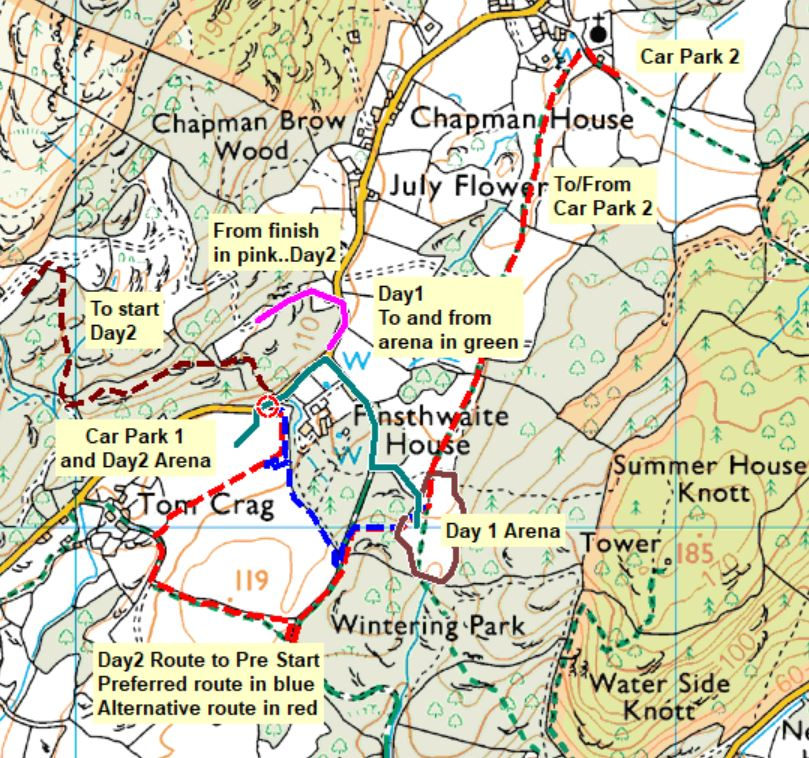 190
Car Park 2
W
Chapman Brow
Wood
Chapman House
July Flower
To/From
Car Park 2
From finish
in pink..Day2
Day1
To and from
arena in green
110
To start
Day2
W
Finsthwaite
House
W
Car Park 1
and Day2 Arena
Summer House
Knott
Tom Crag
Day 1 Arena
Tower
185
119
Wintering Park
Day2 Route to Pre Start
Preferred route in blue
Alternative route in red
100
Water Side
Knott
60